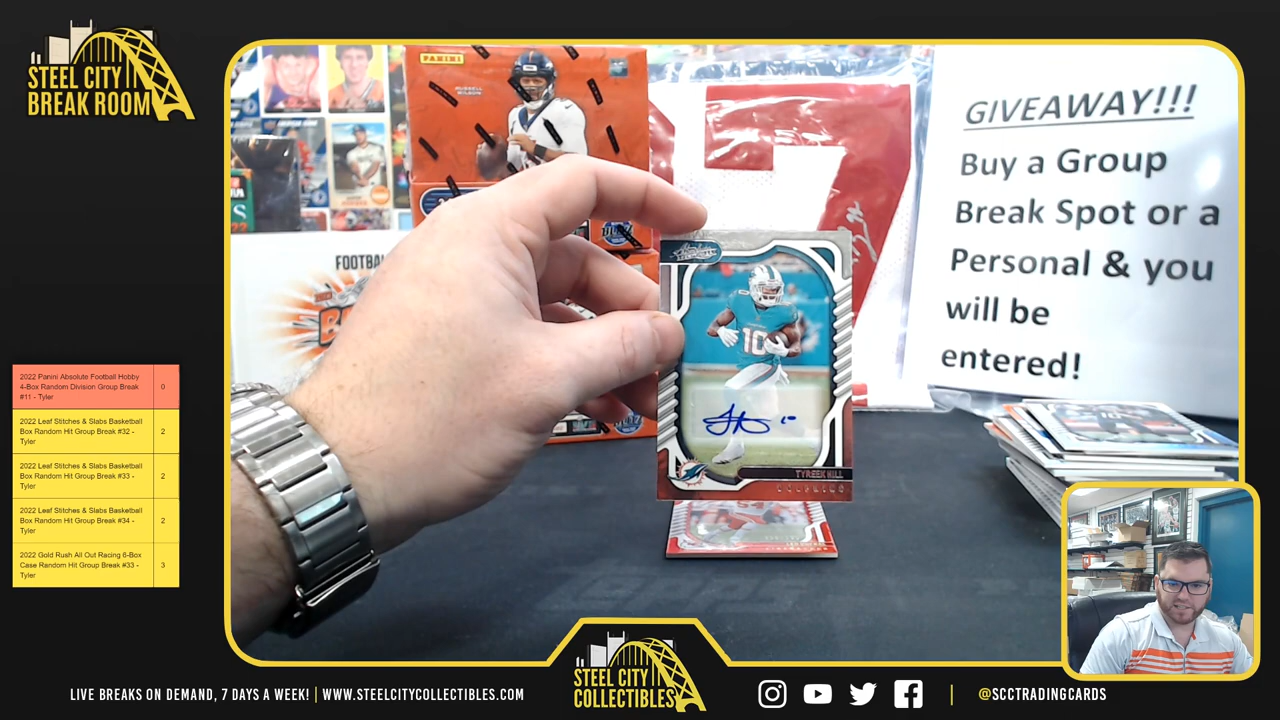 STEEL CITY
BREAK ROOM
PANINI
RUSSELL
WILSON
GIVEAWAY!!!
Buy a Group
Break Spot or a
Personal & you
will be
entered!
FOOTBA
10
TYREEK HILL
2022 Panini Absolute Football Hobby
4-Box Random Division Group Break
#11 - Tyler
0
2022 Leaf Stitches & Slabs Basketball
Box Random Hit Group Break #32 -
Tyler
2
2022 Leaf Stitches & Slabs Basketball
Box Random Hit Group Break #33 -
Tyler
2
2022 Leaf Stitches & Slabs Basketball
Box Random Hit Group Break #34 -
Tyler
2
2022 Gold Rush All Out Racing 6-Box
Case Random Hit Group Break #33 -
Tyler
3
STEEL CITY
COLLECTIBLES
LIVE BREAKS ON DEMAND, 7 DAYS A WEEK! | WWW.STEELCITYCOLLECTIBLES.COM
@SCCTRADINGCARDS